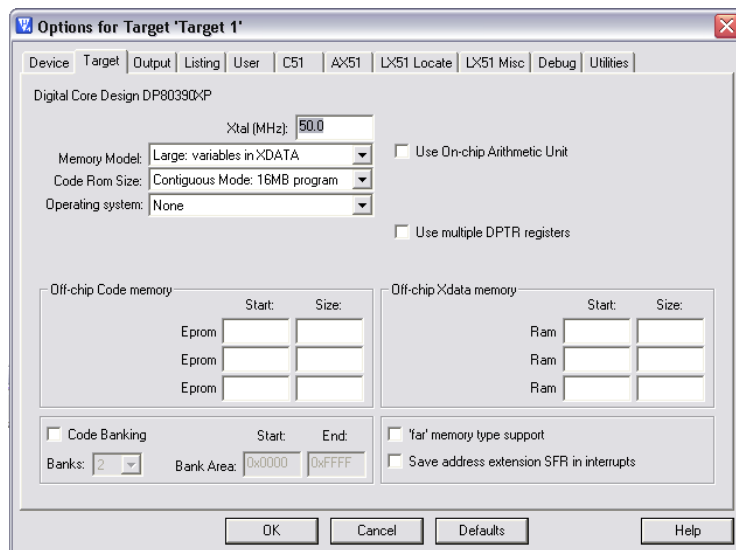 Options for Target 'Target 1'
Device Target Output Listing User C51 AX51 LX51 Locate LX51 Misc Debug Utilities
Digital Core Design DP80390XP
Xtal (MHz): 50.0
Memory Model: Large: variables in XDATA
Use On-chip Arithmetic Unit
Code Rom Size: Contiguous Mode: 16MB program
Operating system: None
Use multiple DPTR registers
Off-chip Code memory
Start: Size:
Eprom
Eprom
Eprom
Off-chip Xdata memory
Start: Size:
Ram
Ram
Ram
Code Banking Start: End:
Banks: 2 Bank Area: 0x0000 0xFFFF
'far' memory type support
Save address extension SFR in interrupts
OK Cancel Defaults Help